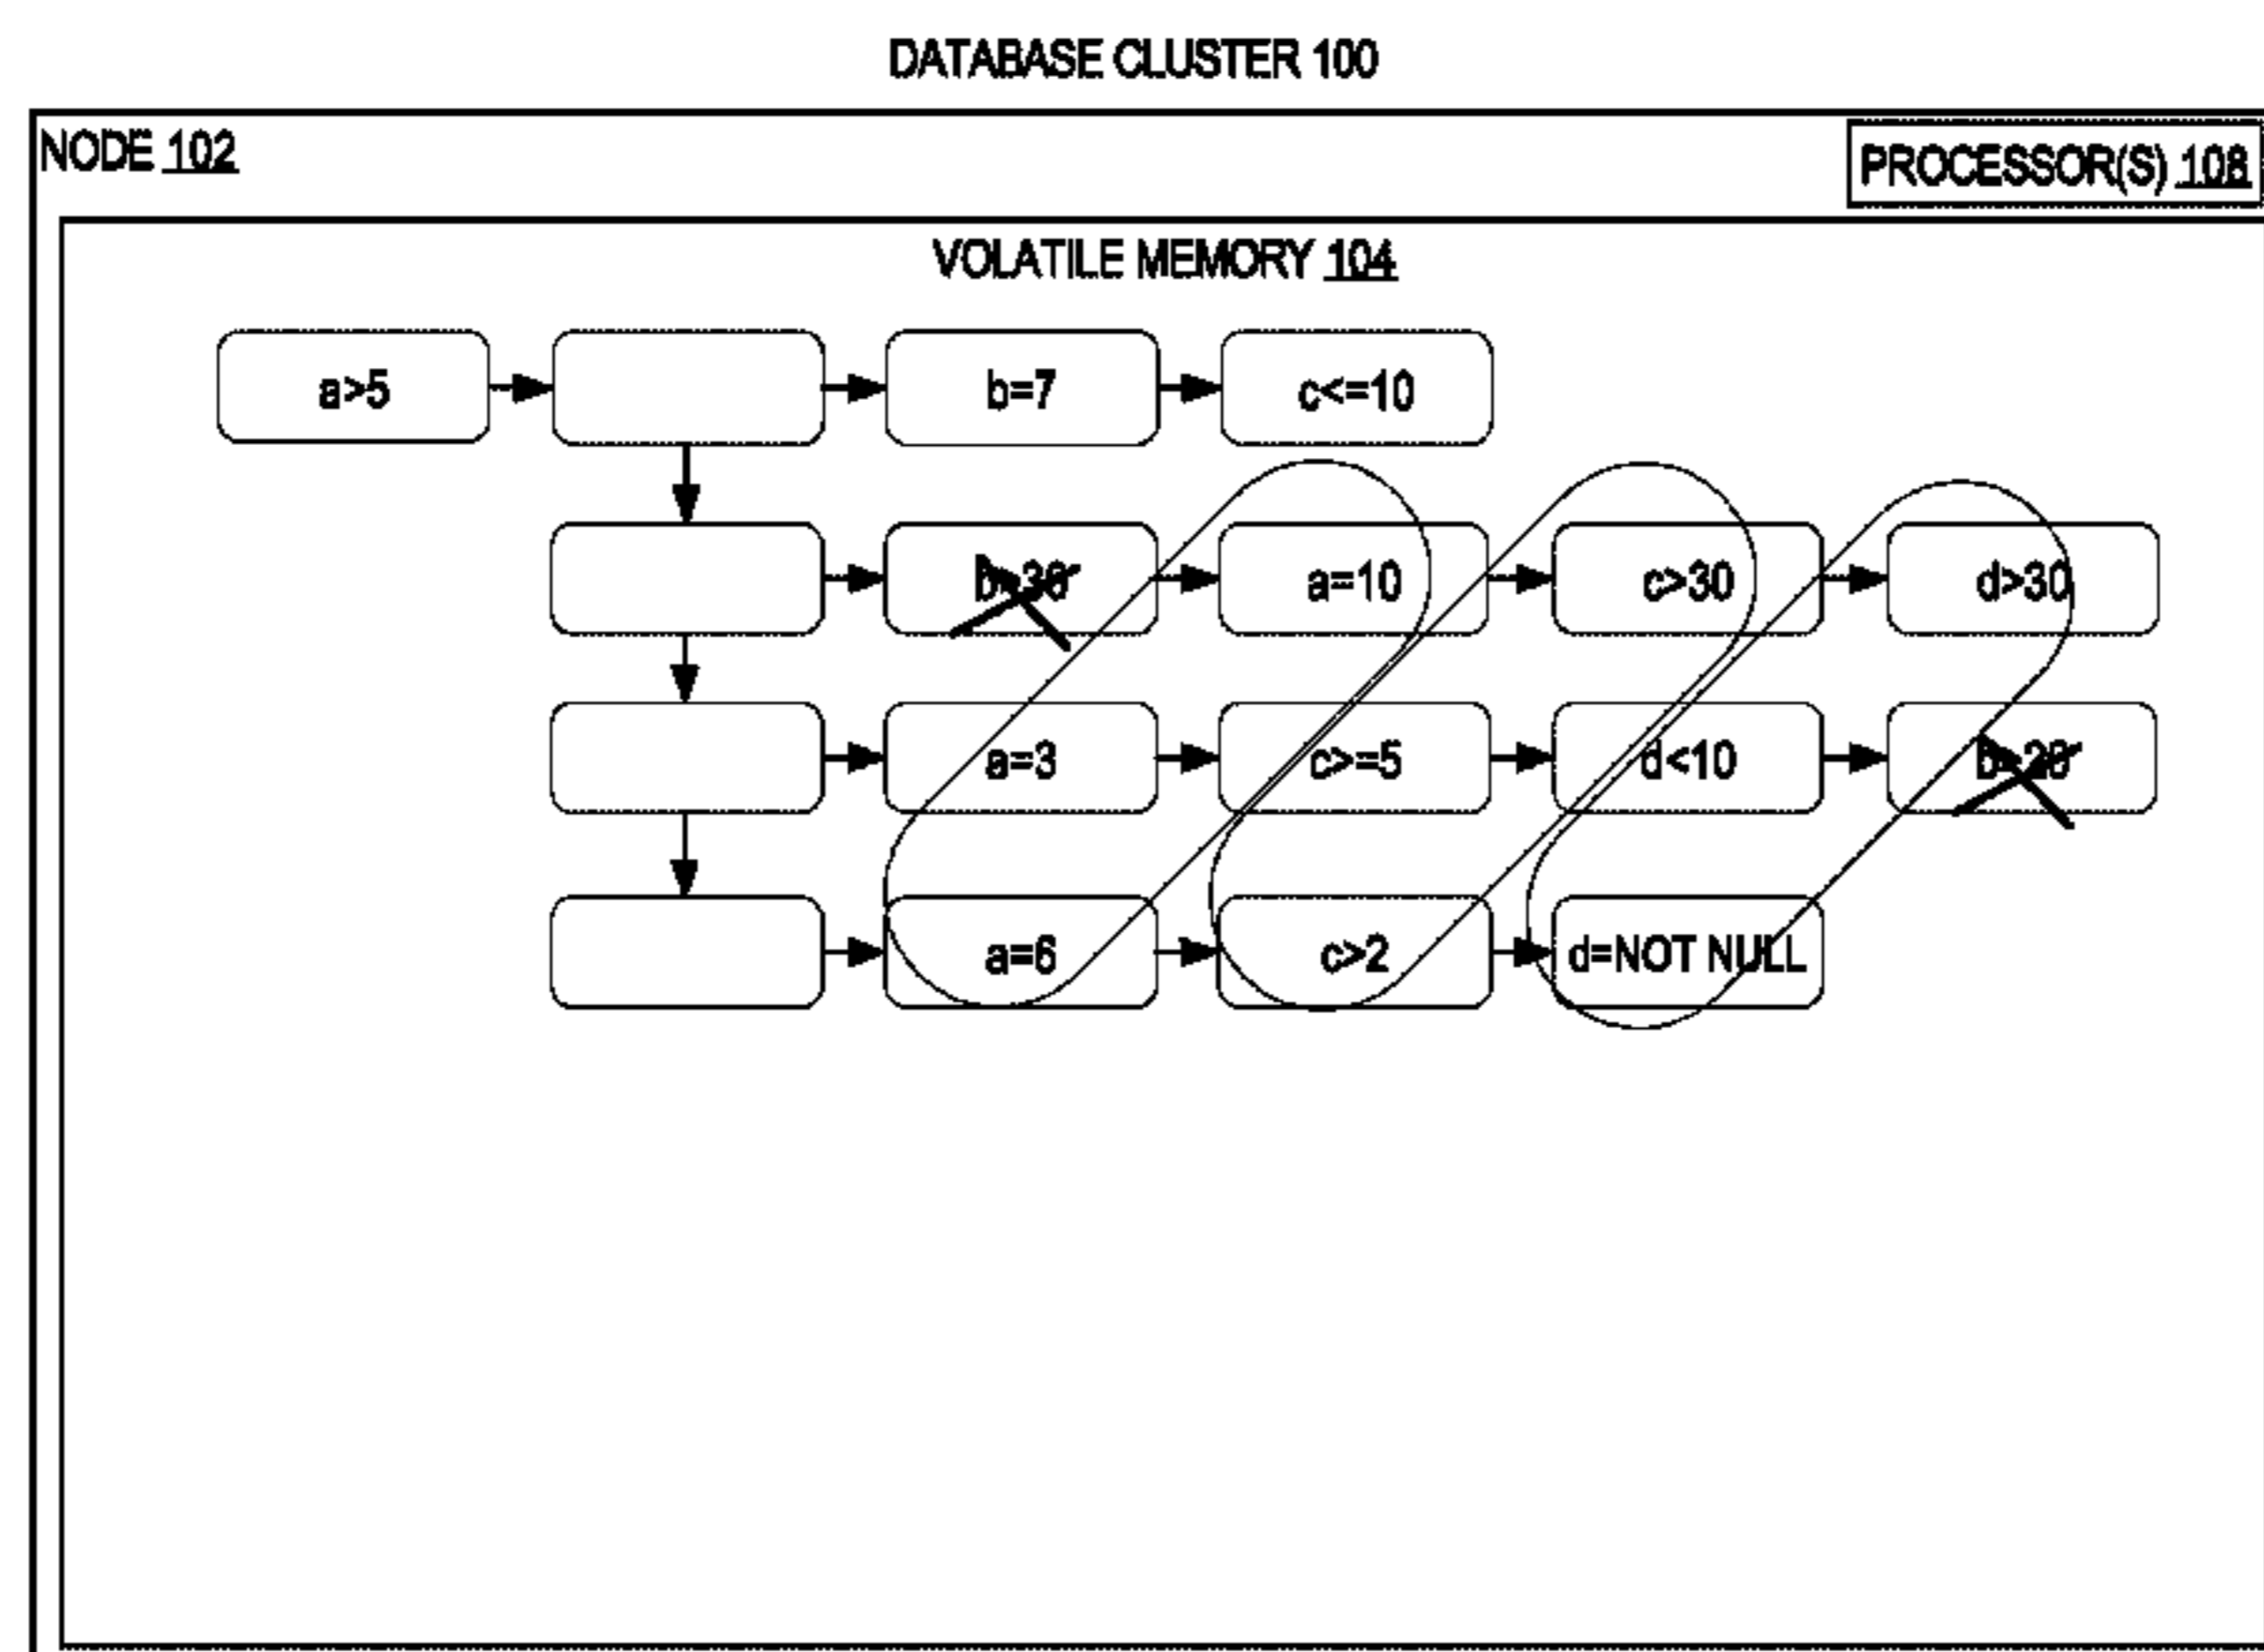 DATABASE CLUSTER 100
NODE 102
PROCESSOR(S) 108
VOLATILE MEMORY 104
a>5
b=7
c<=10
a=10
c>30
d>30
a=3
c>=5
d<10
a=6
c>2
d=NOT NULL